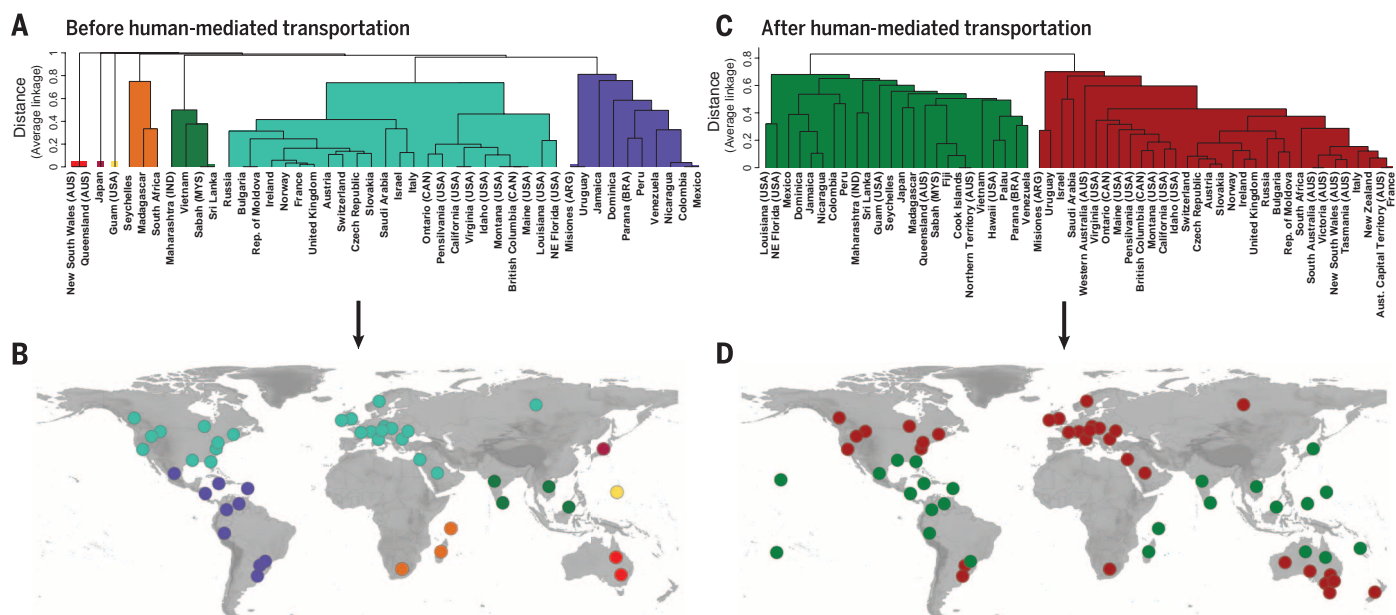 A Before human-mediated transportation
Distance
(Average linkage)
1
0.8
0.6
0.4
0.2
0
New South Wales (AUS)
Queensland (AUS)
Japan
Guam (USA)
Seychelles
Madagascar
South Africa
Maharashtra (IND)
Vietnam
Sabah (MYS)
Sri Lanka
Russia
Bulgaria
Rep. of Moldova
Ireland
Norway
France
United Kingdom
Austria
Switzerland
Czech Republic
Slovakia
Saudi Arabia
Israel
Italy
Ontario (CAN)
Pensilvania (USA)
California (USA)
Virginia (USA)
Idaho (USA)
Montana (USA)
British Columbia (CAN)
Maine (USA)
Louisiana (USA)
NE Florida (USA)
Misiones (ARG)
Uruguay
Jamaica
Dominica
Parana (BRA)
Peru
Venezuela
Nicaragua
Colombia
Mexico
B
C After human-mediated transportation
Distance
(Average linkage)
0.8
0.6
0.4
0.2
0
Louisiana (USA)
NE Florida (USA)
Mexico
Dominica
Jamaica
Nicaragua
Colombia
Peru
Maharashtra (IND)
Sri Lanka
Guam (USA)
Seychelles
Japan
Madagascar
Queensland (AUS)
Sabah (MYS)
Fiji
Cook Islands
Northern Territory (AUS)
Vietnam
Hawaii (USA)
Palau
Parana (BRA)
Venezuela
Misiones (ARG)
Uruguay
Israel
Saudi Arabia
Western Australia (AUS)
Virginia (USA)
Ontario (CAN)
Maine (USA)
Pensilvania (USA)
British Columbia (CAN)
Montana (USA)
California (USA)
Idaho (USA)
Switzerland
Czech Republic
Austria
Slovakia
Norway
Ireland
United Kingdom
Russia
Bulgaria
Rep. of Moldova
South Africa
South Australia (AUS)
Victoria (AUS)
New South Wales (AUS)
Tasmania (AUS)
Italy
New Zealand
Aust. Capital Territory (AUS)
France
D